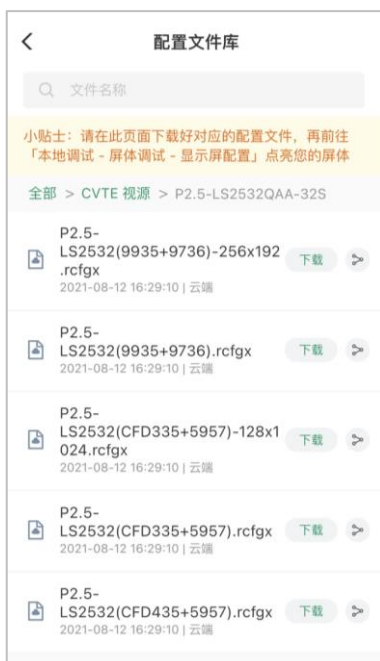 配置文件库
文件名称
小贴士：请在此页面下载好对应的配置文件，再前往
「本地调试 - 屏体调试 - 显示屏配置」点亮您的屏体
全部 > CVTE 视源 > P2.5-LS2532QAA-32S
P2.5-
LS2532(9935+9736)-256x192
.rcfgx
下载
2021-08-12 16:29:10 | 云端
P2.5-
LS2532(9935+9736).rcfgx
下载
2021-08-12 16:29:10 | 云端
P2.5-
LS2532(CFD335+5957)-128x1
024.rcfgx
下载
2021-08-12 16:29:10 | 云端
P2.5-
LS2532(CFD335+5957).rcfgx
下载
2021-08-12 16:29:10 | 云端
P2.5-
LS2532(CFD435+5957).rcfgx
下载
2021-08-12 16:29:10 | 云端